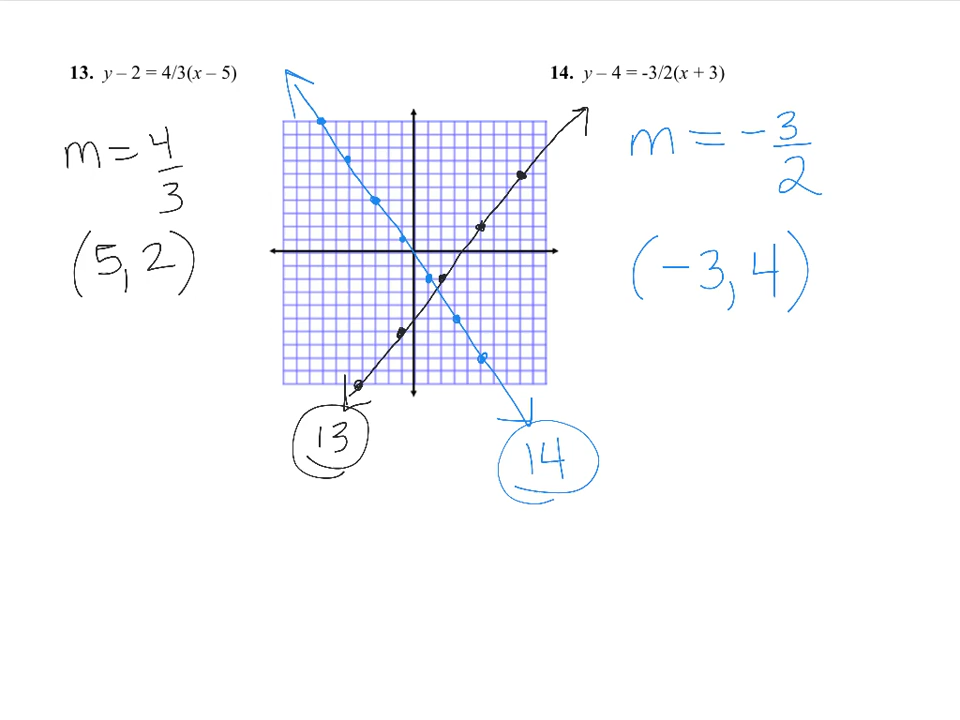 13. y – 2 = 4/3(x – 5)
14. y – 4 = -3/2(x + 3)
m = 4/3
(5, 2)
m = -3/2
(-3, 4)
13
14